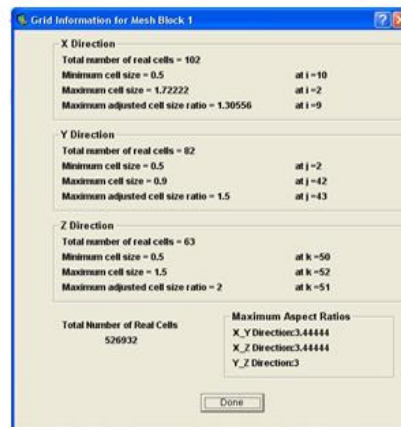 Grid Information for Mesh Block 1
X Direction
Total number of real cells = 102
Minimum cell size = 0.5 at i =10
Maximum cell size = 1.72222 at i =2
Maximum adjusted cell size ratio = 1.30556 at i =9
Y Direction
Total number of real cells = 82
Minimum cell size = 0.5 at j =2
Maximum cell size = 0.9 at j =42
Maximum adjusted cell size ratio = 1.5 at j =43
Z Direction
Total number of real cells = 63
Minimum cell size = 0.5 at k =50
Maximum cell size = 1.5 at k =52
Maximum adjusted cell size ratio = 2 at k =51
Total Number of Real Cells
526932
Maximum Aspect Ratios
X_Y Direction:3.44444
X_Z Direction:3.44444
Y_Z Direction:3
Done